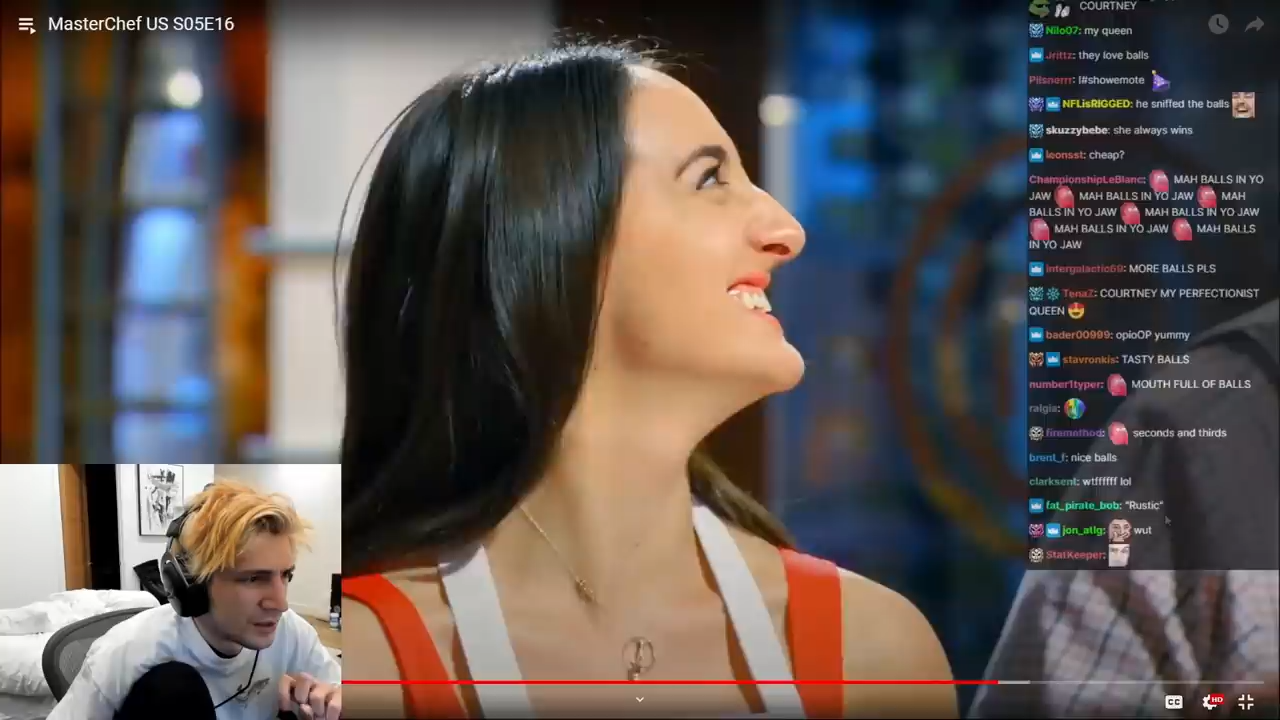 MasterChef US S05E16
COURTNEY
Nilo07: my queen
Jrittz: they love balls
Pilsnerrr: !#showemote
NFLisRIGGED: he sniffed the balls
skuzzybebe: she always wins
leonsst: cheap?
ChampionshipLeBlanc: MAH BALLS IN YO
JAW MAH BALLS IN YO JAW MAH
BALLS IN YO JAW MAH BALLS IN YO JAW
MAH BALLS IN YO JAW MAH BALLS
IN YO JAW
intergalactic69: MORE BALLS PLS
TenaZ: COURTNEY MY PERFECTIONIST
QUEEN
bader00999: opioOP yummy
stavronkis: TASTY BALLS
number1typer: MOUTH FULL OF BALLS
ralgia:
firemethod: seconds and thirds
brent_f: nice balls
clarksenl: wtffffff lol
fat_pirate_bob: "Rustic"
jon_atlg: wut
StatKeeper:
CC HD